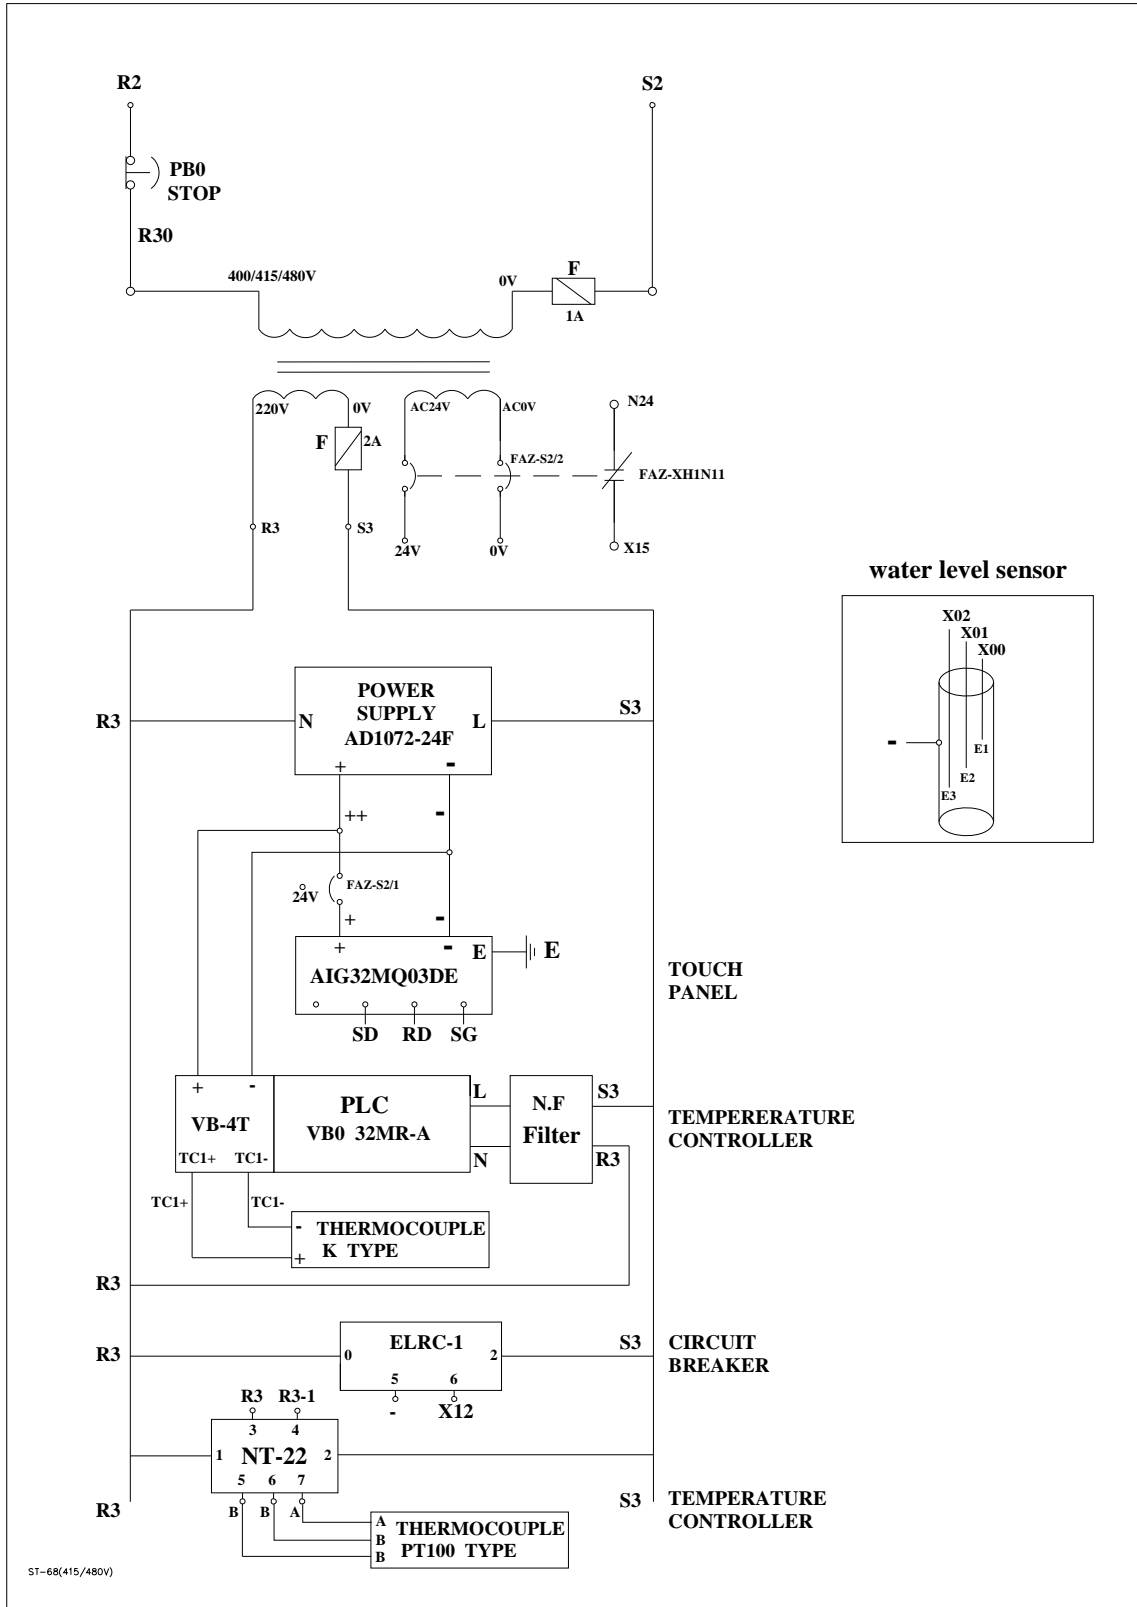 R2
S2
PB0
STOP
R30
400/415/480V
0V
F
1A
220V
0V
AC24V
AC0V
N24
F
2A
FAZ-S2/2
FAZ-XH1N11
R3
S3
24V
0V
X15
water level sensor
X02
X01
X00
-
E1
E2
E3
POWER
SUPPLY
AD1072-24F
R3
N
L
S3
+
-
++
-
24V
FAZ-S2/1
+
-
+
-
E
E
AIG32MQ03DE
SD
RD
SG
TOUCH
PANEL
+
-
VB-4T
TC1+
TC1-
PLC
VB0 32MR-A
L
N
N.F
Filter
S3
R3
TEMPERERATURE
CONTROLLER
TC1+
TC1-
-
+
THERMOCOUPLE
K TYPE
R3
R3
ELRC-1
0
2
5
6
-
X12
S3
CIRCUIT
BREAKER
R3
R3-1
3
4
1
NT-22
2
5
6
7
R3
B
B
A
S3
TEMPERATURE
CONTROLLER
A
B
B
THERMOCOUPLE
PT100 TYPE
ST-68(415/480V)